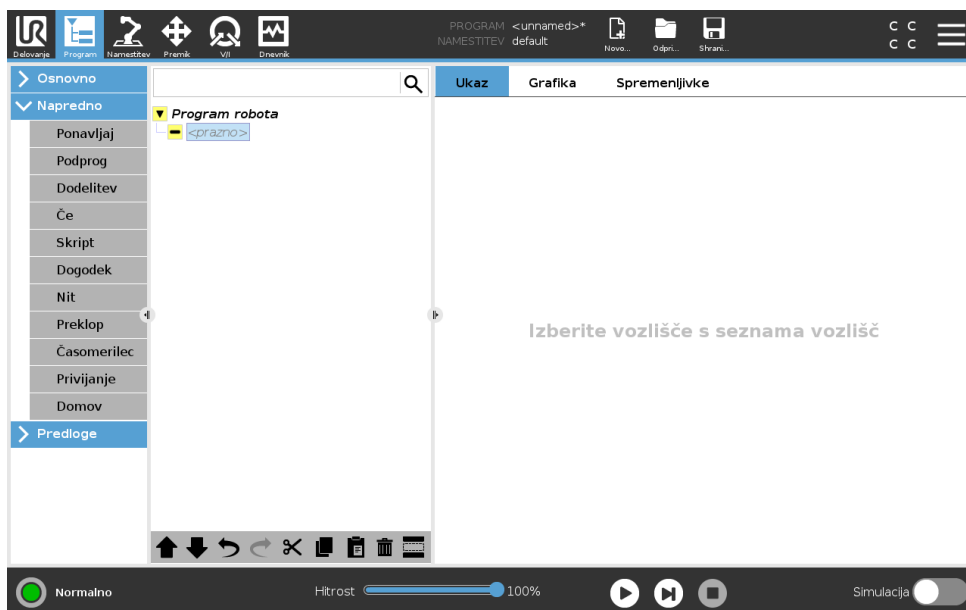 PROGRAM <unnamed>*
NAMESTITEV default
C C
C C
Delovanje Program Namestitev Premik V/I Dnevnik Novo... Odpri... Shrani...
Osnovno
Napredno
Ponavljaj
Podprog
Dodelitev
Če
Skript
Dogodek
Nit
Preklop
Časomerilec
Privijanje
Domov
Predloge
Program robota
<prazno>
Ukaz Grafika Spremenljivke
Izberite vozlišče s seznama vozlišč
Normalno Hitrost 100% Simulacija